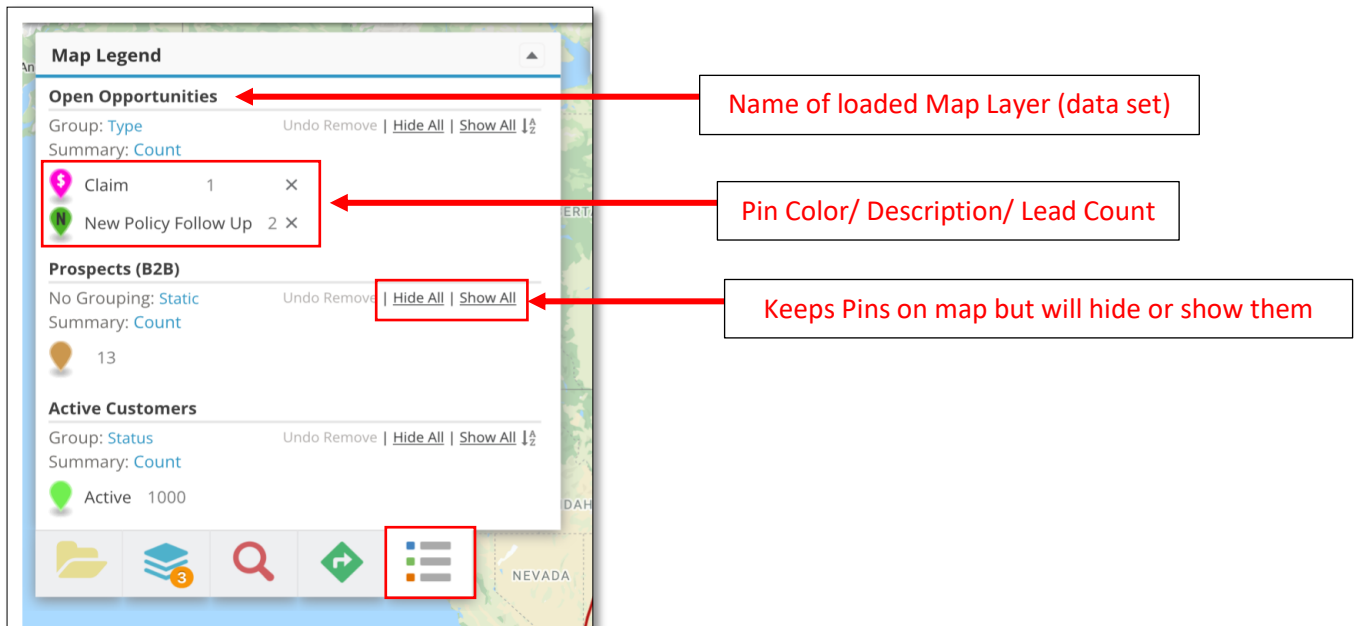 Map Legend
An
Open Opportunities
Group: Type Undo Remove | Hide All | Show All
A
Z
Summary: Count
$ Claim 1 ×
N New Policy Follow Up 2 ×
ERT
Prospects (B2B)
No Grouping: Static Undo Remove | Hide All | Show All
Summary: Count
13
Active Customers
Group: Status Undo Remove | Hide All | Show All
A
Z
Summary: Count
Active 1000
DAH
3
NEVADA
Name of loaded Map Layer (data set)
Pin Color/ Description/ Lead Count
Keeps Pins on map but will hide or show them